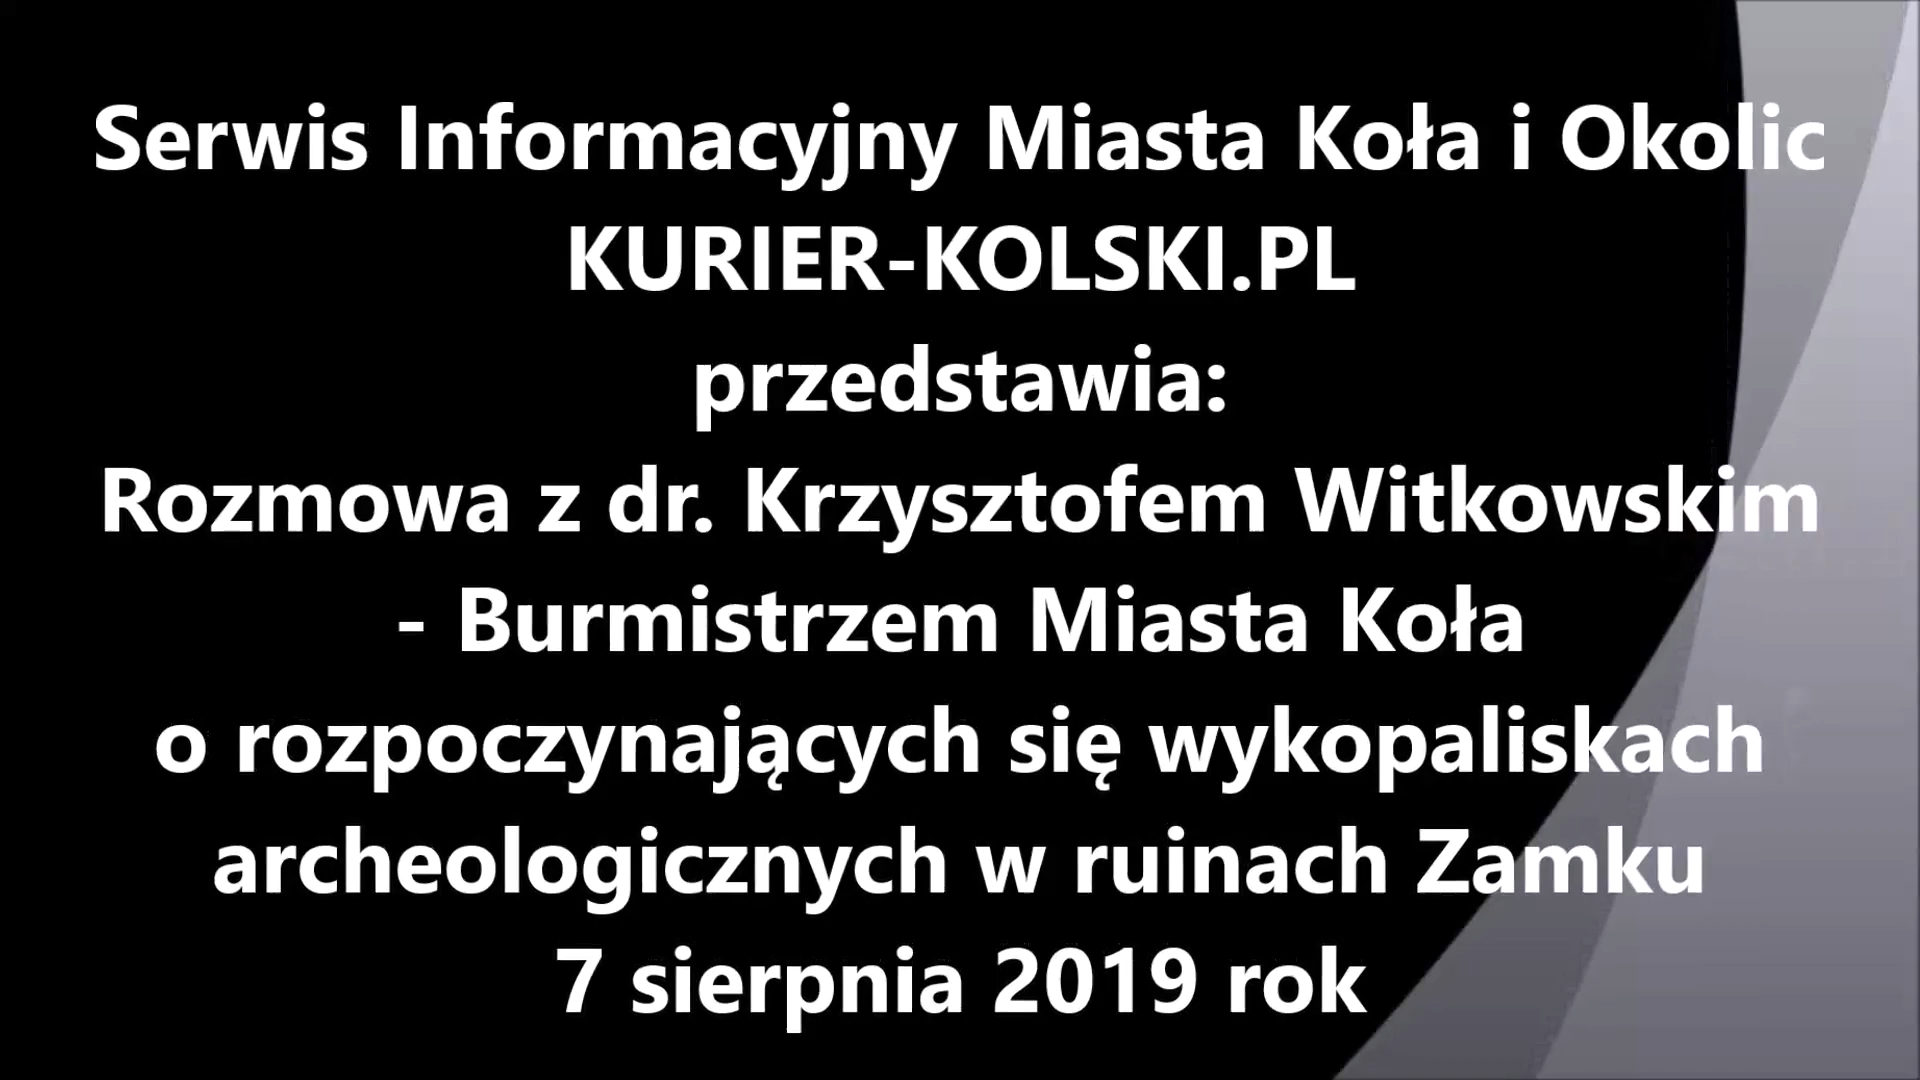 Serwis Informacyjny Miasta Koła i Okolic
KURIER-KOLSKI.PL
przedstawia:
Rozmowa z dr. Krzysztofem Witkowskim
- Burmistrzem Miasta Koła
o rozpoczynających się wykopaliskach
archeologicznych w ruinach Zamku
7 sierpnia 2019 rok